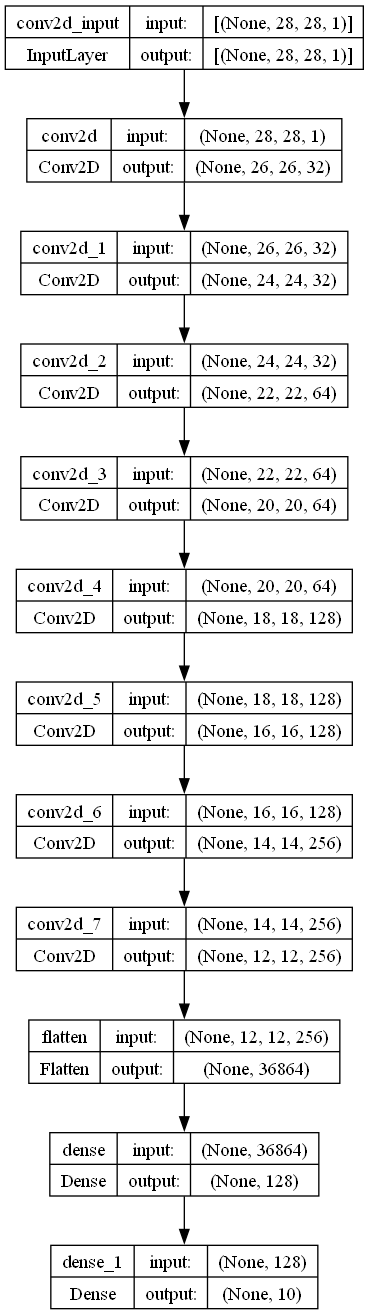 conv2d_input input: [(None, 28, 28, 1)]
InputLayer output: [(None, 28, 28, 1)]
conv2d input: (None, 28, 28, 1)
Conv2D output: (None, 26, 26, 32)
conv2d_1 input: (None, 26, 26, 32)
Conv2D output: (None, 24, 24, 32)
conv2d_2 input: (None, 24, 24, 32)
Conv2D output: (None, 22, 22, 64)
conv2d_3 input: (None, 22, 22, 64)
Conv2D output: (None, 20, 20, 64)
conv2d_4 input: (None, 20, 20, 64)
Conv2D output: (None, 18, 18, 128)
conv2d_5 input: (None, 18, 18, 128)
Conv2D output: (None, 16, 16, 128)
conv2d_6 input: (None, 16, 16, 128)
Conv2D output: (None, 14, 14, 256)
conv2d_7 input: (None, 14, 14, 256)
Conv2D output: (None, 12, 12, 256)
flatten input: (None, 12, 12, 256)
Flatten output: (None, 36864)
dense input: (None, 36864)
Dense output: (None, 128)
dense_1 input: (None, 128)
Dense output: (None, 10)